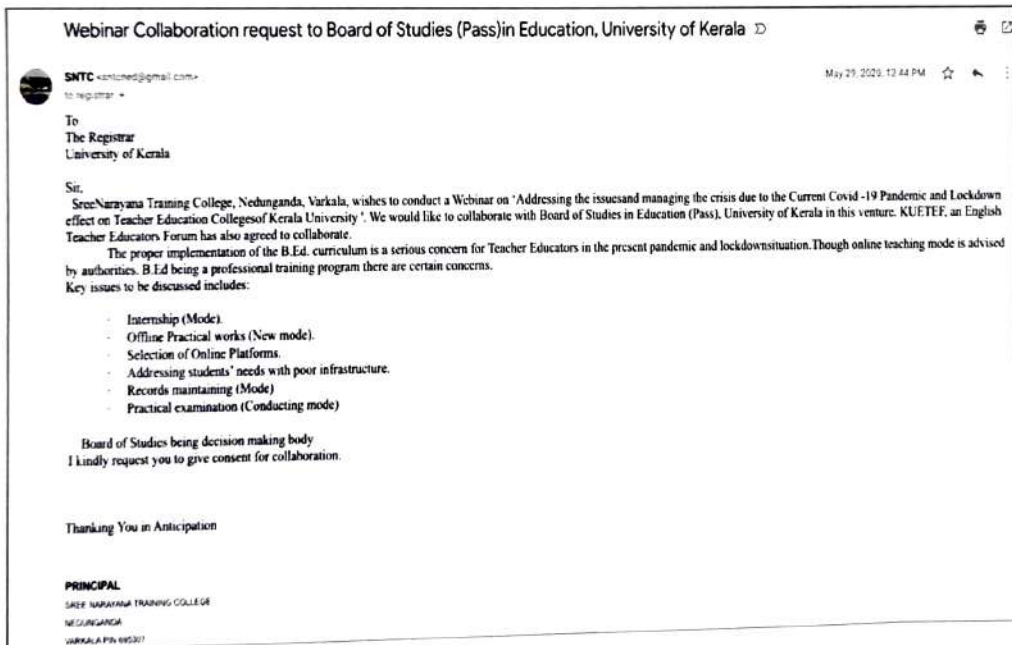 Webinar Collaboration request to Board of Studies (Pass)in Education, University of Kerala
SNTC <sntcned@gmail.com>
May 29, 2020, 12:44 PM
to registrar
To
The Registrar
University of Kerala
Sir,
SreeNarayana Training College, Nedunganda, Varkala, wishes to conduct a Webinar on 'Addressing the issuesand managing the crisis due to the Current Covid -19 Pandemic and Lockdown
effect on Teacher Education Collegesof Kerala University '. We would like to collaborate with Board of Studies in Education (Pass), University of Kerala in this venture. KUETEF, an English
Teacher Educators Forum has also agreed to collaborate.
The proper implementation of the B.Ed. curriculum is a serious concern for Teacher Educators in the present pandemic and lockdownsituation.Though online teaching mode is advised
by authorities. B.Ed being a professional training program there are certain concerns.
Key issues to be discussed includes:
· Internship (Mode).
· Offline Practical works (New mode).
· Selection of Online Platforms.
· Addressing students' needs with poor infrastructure.
· Records maintaining (Mode)
· Practical examination (Conducting mode)
Board of Studies being decision making body
I kindly request you to give consent for collaboration.
Thanking You in Anticipation
PRINCIPAL
SREE NARAYANA TRAINING COLLEGE
NEDUNGANDA
VARKALA PIN 695307